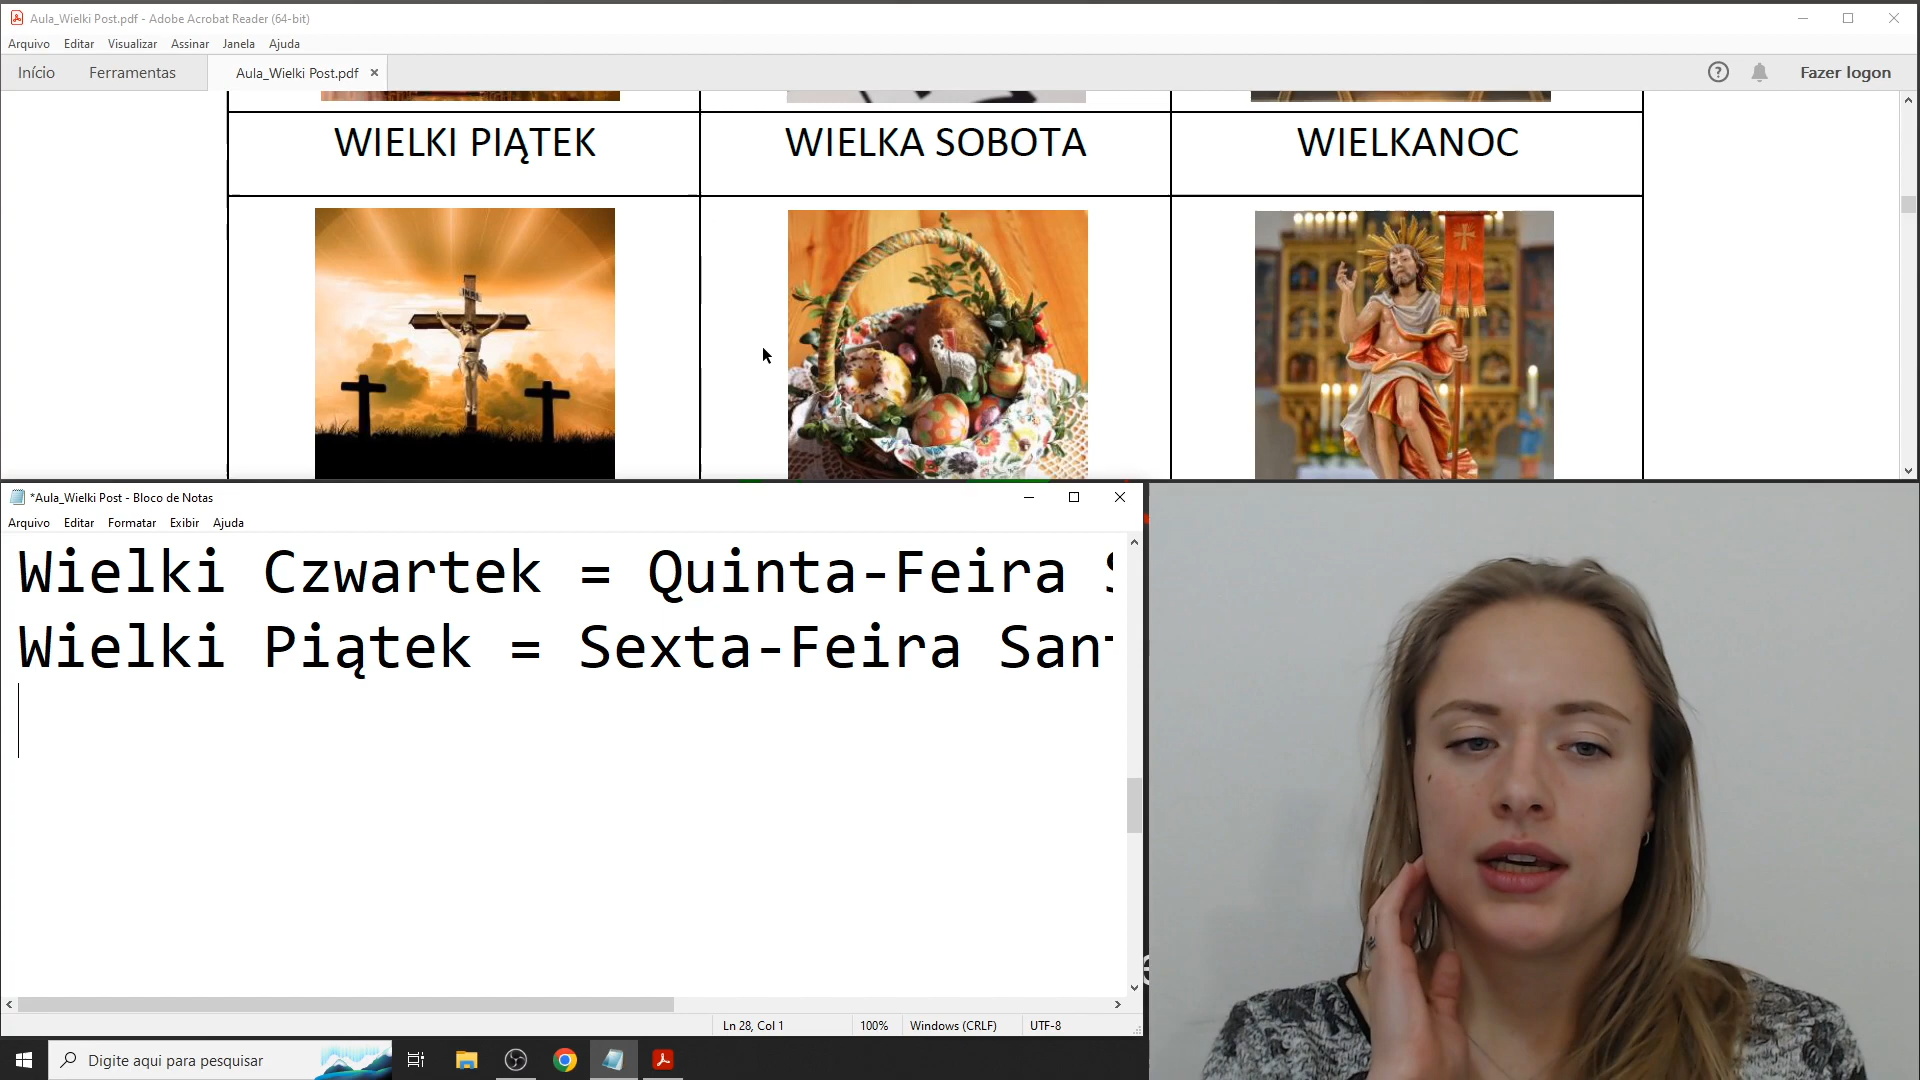 Aula_Wielki Post.pdf - Adobe Acrobat Reader (64-bit)
Arquivo Editar Visualizar Assinar Janela Ajuda
Início Ferramentas Aula_Wielki Post.pdf Fazer logon
WIELKI PIĄTEK WIELKA SOBOTA WIELKANOC
INRI
*Aula_Wielki Post - Bloco de Notas
Arquivo Editar Formatar Exibir Ajuda
Wielki Czwartek = Quinta-Feira
Wielki Piątek = Sexta-Feira San
Ln 28, Col 1 100% Windows (CRLF) UTF-8
Digite aqui para pesquisar